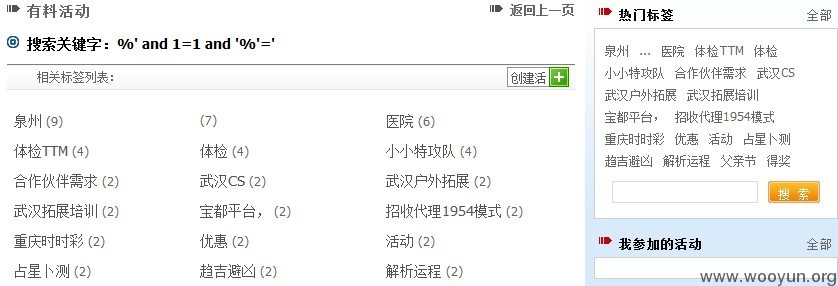 有料活动
返回上一页
搜索关键字：%' and 1=1 and '%'='
相关标签列表：
创建活
泉州 (9) (7) 医院 (6)
体检TTM (4) 体检 (4) 小小特攻队 (4)
合作伙伴需求 (2) 武汉CS (2) 武汉户外拓展 (2)
武汉拓展培训 (2) 宝都平台， (2) 招收代理1954模式 (2)
重庆时时彩 (2) 优惠 (2) 活动 (2)
占星卜测 (2) 趋吉避凶 (2) 解析运程 (2)
热门标签 全部
泉州 ... 医院 体检TTM 体检
小小特攻队 合作伙伴需求 武汉CS
武汉户外拓展 武汉拓展培训
宝都平台， 招收代理1954模式
重庆时时彩 优惠 活动 占星卜测
趋吉避凶 解析运程 父亲节 得奖
搜 索
我参加的活动 全部
www.wooyun.org